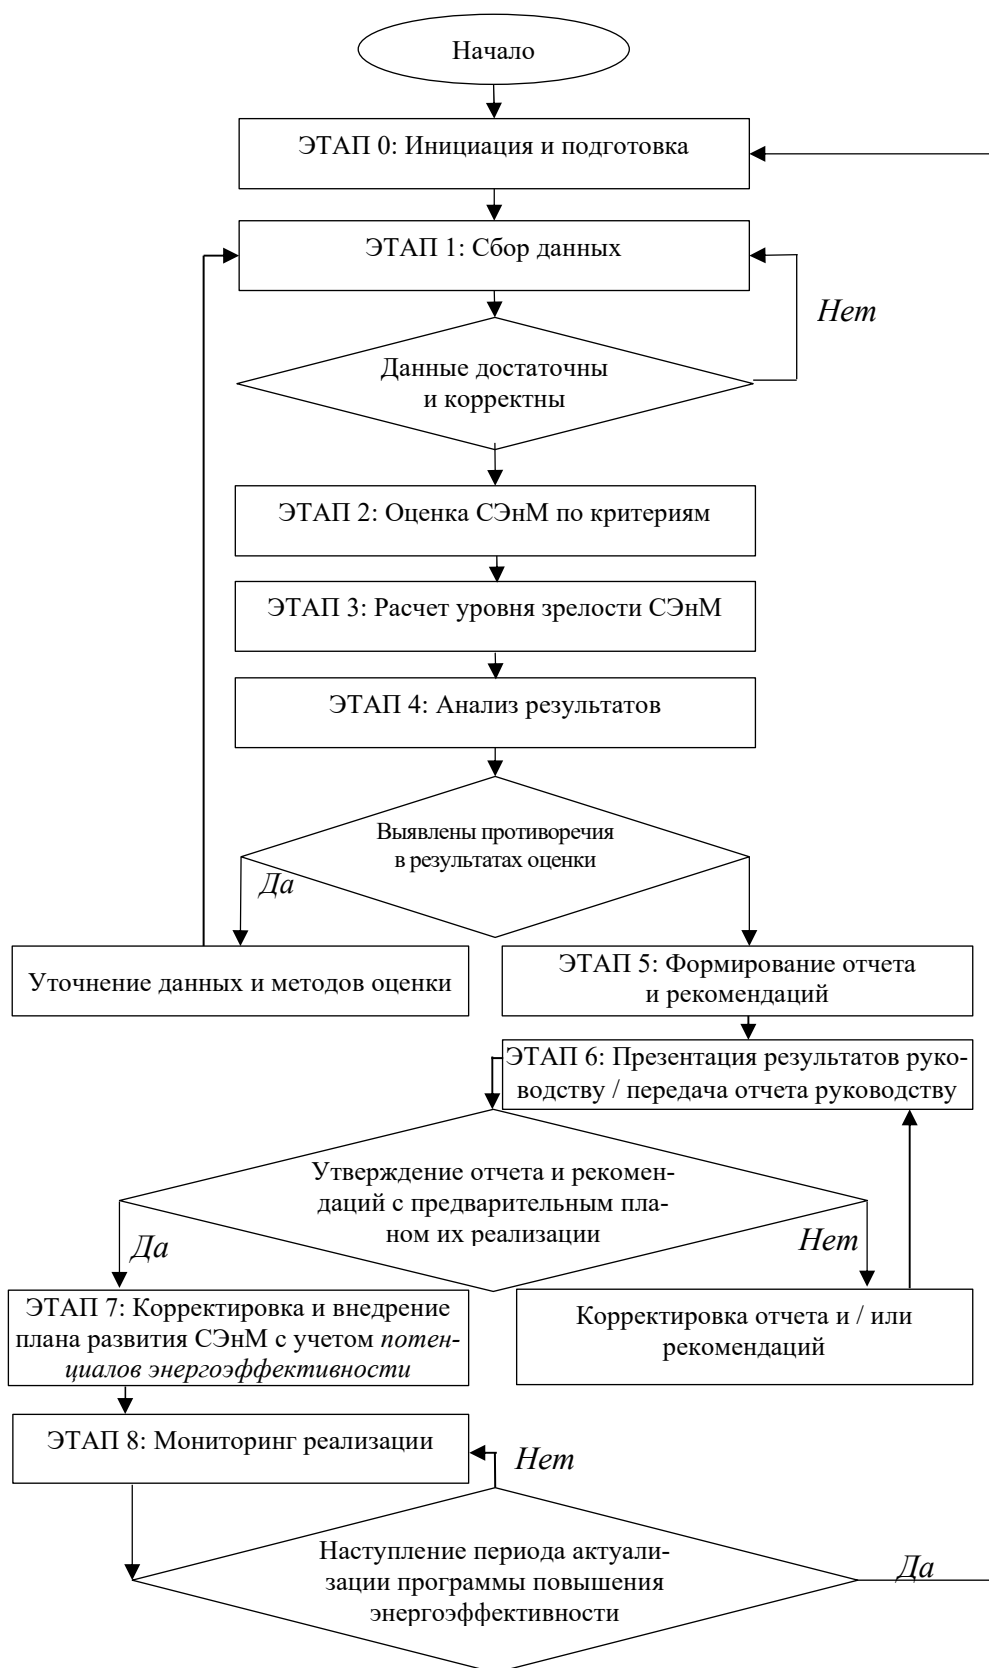 Начало
ЭТАП 0: Инициация и подготовка
ЭТАП 1: Сбор данных
Нет
Данные достаточны
и корректны
ЭТАП 2: Оценка СЭнМ по критериям
ЭТАП 3: Расчет уровня зрелости СЭнМ
ЭТАП 4: Анализ результатов
Выявлены противоречия
в результатах оценки
Да
Уточнение данных и методов оценки
ЭТАП 5: Формирование отчета
и рекомендаций
ЭТАП 6: Презентация результатов руко-
водству / передача отчета руководству
Утверждение отчета и рекомен-
даций с предварительным пла-
ном их реализации
Да
Нет
ЭТАП 7: Корректировка и внедрение
плана развития СЭнМ с учетом потен-
циалов энергоэффективности
Корректировка отчета и / или
рекомендаций
ЭТАП 8: Мониторинг реализации
Нет
Наступление периода актуали-
зации программы повышения
энергоэффективности
Да